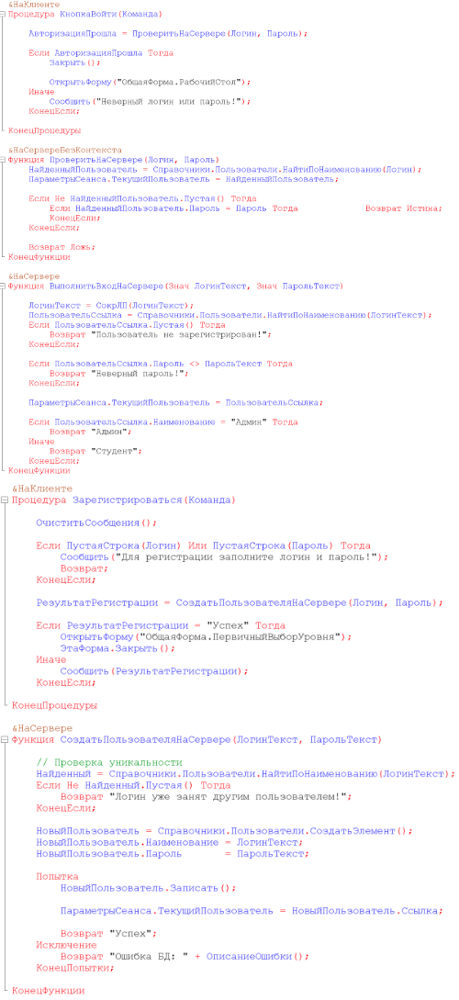 &НаКлиенте
Процедура КнопкаВойти(Команда)
АвторизацияПрошла = ПроверитьНаСервере(Логин, Пароль);
Если АвторизацияПрошла Тогда
Закрыть();
ОткрытьФорму("ОбщаяФорма.РабочийСтол");
Иначе
Сообщить("Неверный логин или пароль!");
КонецЕсли;
КонецПроцедуры
&НаСервереБезКонтекста
Функция ПроверитьНаСервере(Логин, Пароль)
НайденныйПользователь = Справочники.Пользователи.НайтиПоНаименованию(Логин);
ПараметрыСеанса.ТекущийПользователь = НайденныйПользователь;
Если Не НайденныйПользователь.Пустая() Тогда
Если НайденныйПользователь.Пароль = Пароль Тогда Возврат Истина;
КонецЕсли;
КонецЕсли;
Возврат Ложь;
КонецФункции
&НаСервере
Функция ВыполнитьВходНаСервере(Знач ЛогинТекст, Знач ПарольТекст)
ЛогинТекст = СокрЛП(ЛогинТекст);
ПользовательСсылка = Справочники.Пользователи.НайтиПоНаименованию(ЛогинТекст);
Если ПользовательСсылка.Пустая() Тогда
Возврат "Пользователь не зарегистрирован!";
КонецЕсли;
Если ПользовательСсылка.Пароль <> ПарольТекст Тогда
Возврат "Неверный пароль!";
КонецЕсли;
ПараметрыСеанса.ТекущийПользователь = ПользовательСсылка;
Если ПользовательСсылка.Наименование = "Админ" Тогда
Возврат "Админ";
Иначе
Возврат "Студент";
КонецЕсли;
КонецФункции
&НаКлиенте
Процедура Зарегистрироваться(Команда)
ОчиститьСообщения();
Если ПустаяСтрока(Логин) Или ПустаяСтрока(Пароль) Тогда
Сообщить("Для регистрации заполните логин и пароль!");
Возврат;
КонецЕсли;
РезультатРегистрации = СоздатьПользователяНаСервере(Логин, Пароль);
Если РезультатРегистрации = "Успех" Тогда
ОткрытьФорму("ОбщаяФорма.ПервичныйВыборУровня");
ЭтаФорма.Закрыть();
Иначе
Сообщить(РезультатРегистрации);
КонецЕсли;
КонецПроцедуры
&НаСервере
Функция СоздатьПользователяНаСервере(ЛогинТекст, ПарольТекст)
// Проверка уникальности
Найденный = Справочники.Пользователи.НайтиПоНаименованию(ЛогинТекст);
Если Не Найденный.Пустая() Тогда
Возврат "Логин уже занят другим пользователем!";
КонецЕсли;
НовыйПользователь = Справочники.Пользователи.СоздатьЭлемент();
НовыйПользователь.Наименование = ЛогинТекст;
НовыйПользователь.Пароль = ПарольТекст;
Попытка
НовыйПользователь.Записать();
ПараметрыСеанса.ТекущийПользователь = НовыйПользователь.Ссылка;
Возврат "Успех";
Исключение
Возврат "Ошибка БД: " + ОписаниеОшибки();
КонецПопытки;
КонецФункции